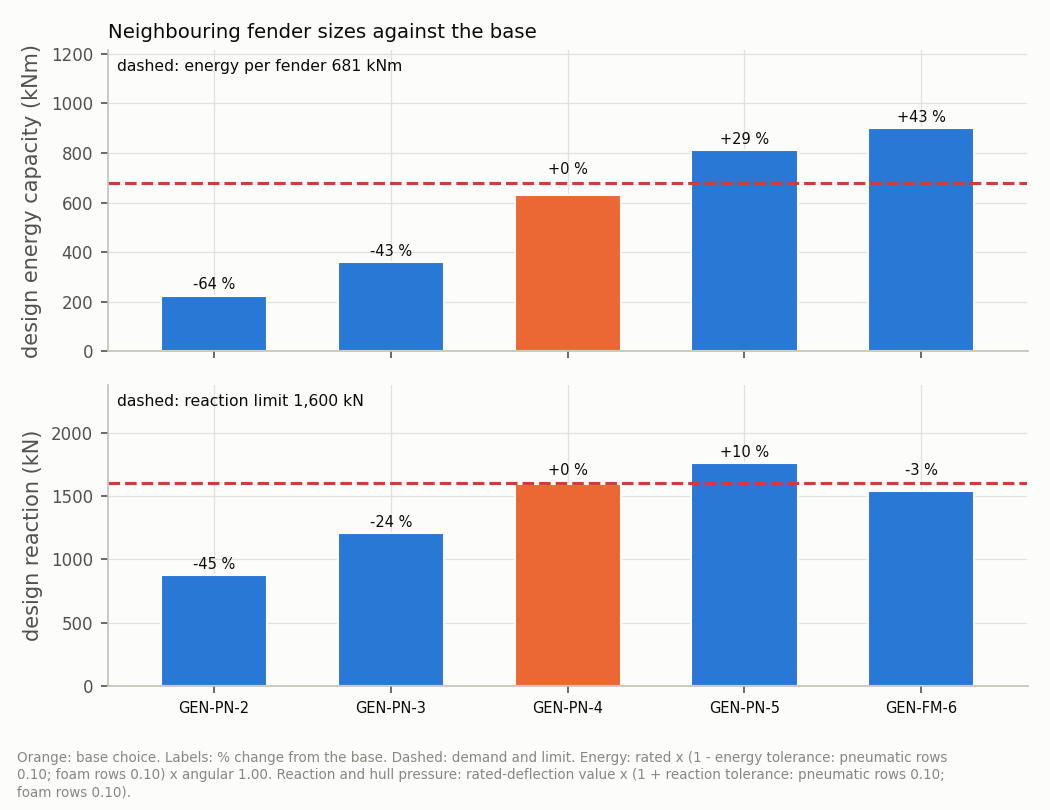 Neighbouring fender sizes against the base
design energy capacity (kNm)
1200
1000
800
600
400
200
0
dashed: energy per fender 681 kNm
-64 %
-43 %
+0 %
+29 %
+43 %
design reaction (kN)
2000
1500
1000
500
0
dashed: reaction limit 1,600 kN
-45 %
-24 %
+0 %
+10 %
-3 %
GEN-PN-2
GEN-PN-3
GEN-PN-4
GEN-PN-5
GEN-FM-6
Orange: base choice. Labels: % change from the base. Dashed: demand and limit. Energy: rated x (1 - energy tolerance: pneumatic rows
0.10; foam rows 0.10) x angular 1.00. Reaction and hull pressure: rated-deflection value x (1 + reaction tolerance: pneumatic rows 0.10;
foam rows 0.10).